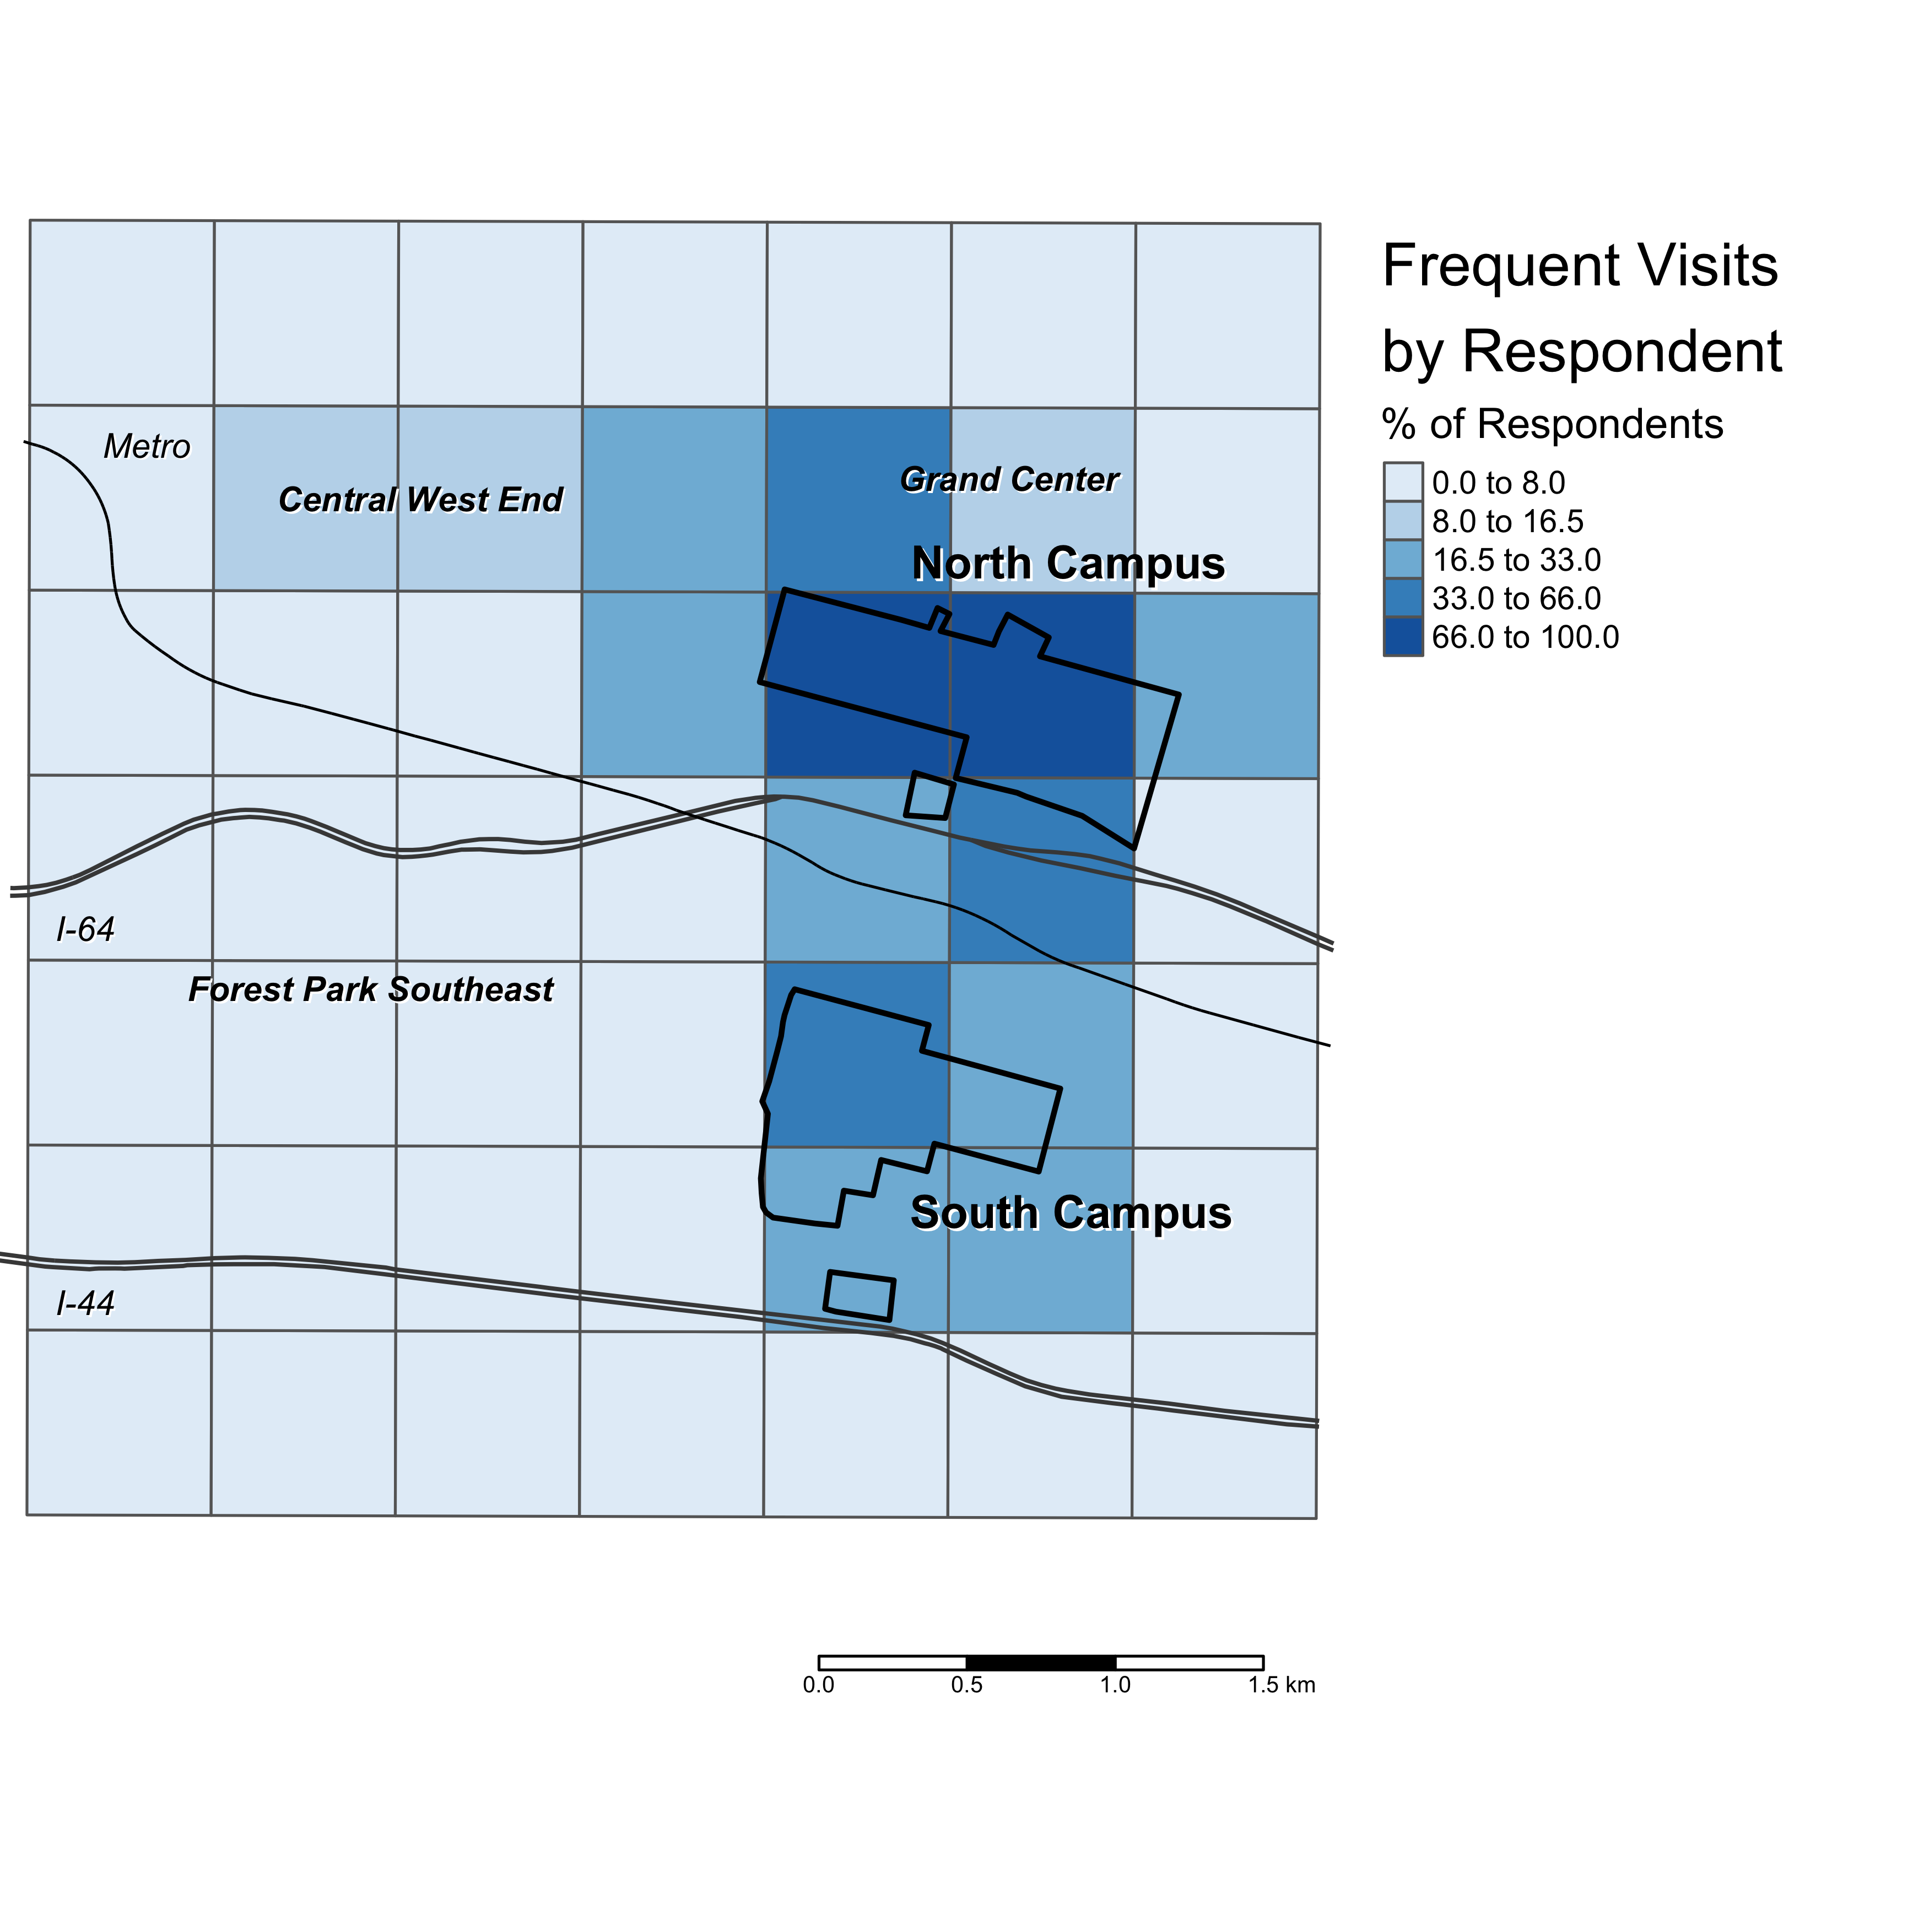 Frequent Visits
by Respondent
% of Respondents
0.0 to 8.0
8.0 to 16.5
16.5 to 33.0
33.0 to 66.0
66.0 to 100.0
Metro
Central West End
Grand Center
North Campus
I-64
Forest Park Southeast
South Campus
I-44
0.0 0.5 1.0 1.5 km